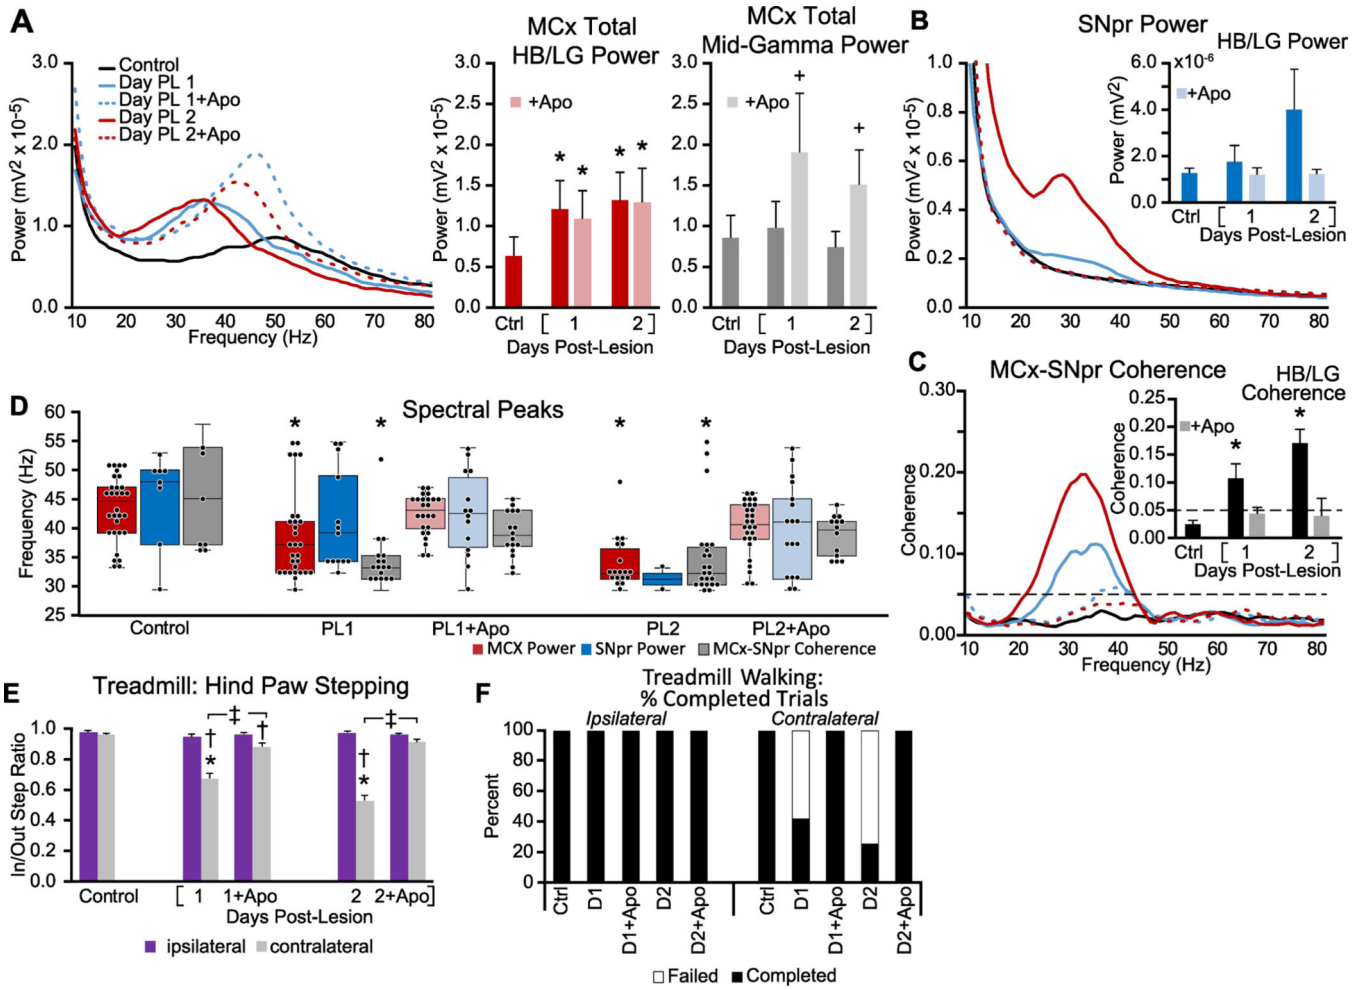 A
3.0
2.0
1.0
0.0
Power (mV² x 10⁻⁵)
Control
Day PL 1
Day PL 1+Apo
Day PL 2
Day PL 2+Apo
10 20 30 40 50 60 70 80
Frequency (Hz)
MCx Total
HB/LG Power
3.0
2.5
2.0
1.5
1.0
0.5
0.0
Power (mV² x 10⁻⁵)
+Apo
* * * *
Ctrl [ 1 2 ]
Days Post-Lesion
MCx Total
Mid-Gamma Power
3.0
2.5
2.0
1.5
1.0
0.5
0.0
Power (mV² x 10⁻⁵)
+Apo
+ +
Ctrl [ 1 2 ]
Days Post-Lesion
B
SNpr Power
1.0
0.8
0.6
0.4
0.2
0.0
Power (mV² x 10⁻⁵)
10 20 30 40 50 60 70 80
HB/LG Power
x10⁻⁶
6.0
4.0
2.0
0.0
Power (mV²)
+Apo
Ctrl [ 1 2 ]
Days Post-Lesion
C
MCx-SNpr Coherence
0.30
0.20
0.10
0.00
Coherence
10 20 30 40 50 60 70 80
Frequency (Hz)
HB/LG
Coherence
0.25
0.20
0.15
0.10
0.05
0.00
Coherence
+Apo
* *
Ctrl [ 1 2 ]
Days Post-Lesion
D
Spectral Peaks
60
55
50
45
40
35
30
25
Frequency (Hz)
* * * *
Control PL1 PL1+Apo PL2 PL2+Apo
MCX Power SNpr Power MCx-SNpr Coherence
E
Treadmill: Hind Paw Stepping
1.0
0.8
0.6
0.4
0.2
0.0
In/Out Step Ratio
‡ ‡
† † †
* *
Control [ 1 1+Apo 2 2+Apo ]
Days Post-Lesion
ipsilateral contralateral
F
Treadmill Walking:
% Completed Trials
Ipsilateral Contralateral
100
80
60
40
20
0
Percent
Ctrl D1 D1+Apo D2 D2+Apo Ctrl D1 D1+Apo D2 D2+Apo
Failed Completed